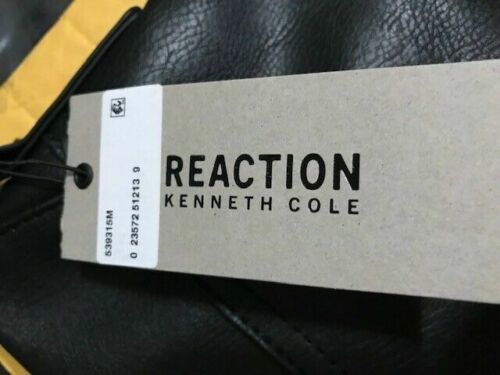 REACTION
KENNETH COLE
539315M
0 23572 51213 9